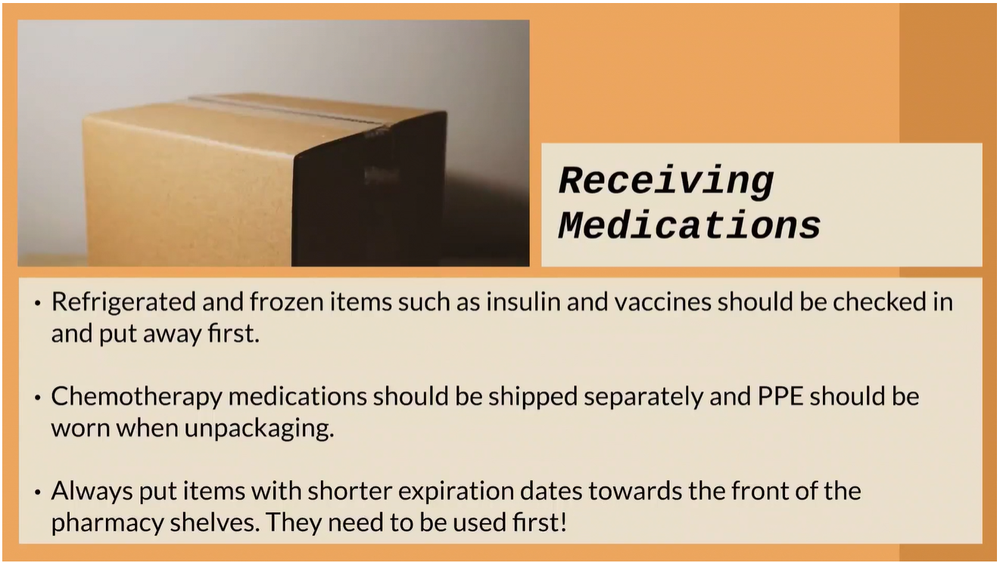 Receiving
Medications
• Refrigerated and frozen items such as insulin and vaccines should be checked in
and put away first.
• Chemotherapy medications should be shipped separately and PPE should be
worn when unpackaging.
• Always put items with shorter expiration dates towards the front of the
pharmacy shelves. They need to be used first!